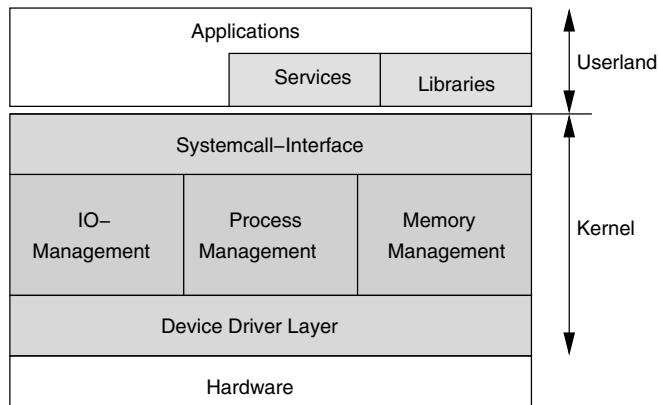 Applications
Services
Libraries
Userland
Systemcall–Interface
IO–
Management
Process
Management
Memory
Management
Kernel
Device Driver Layer
Hardware